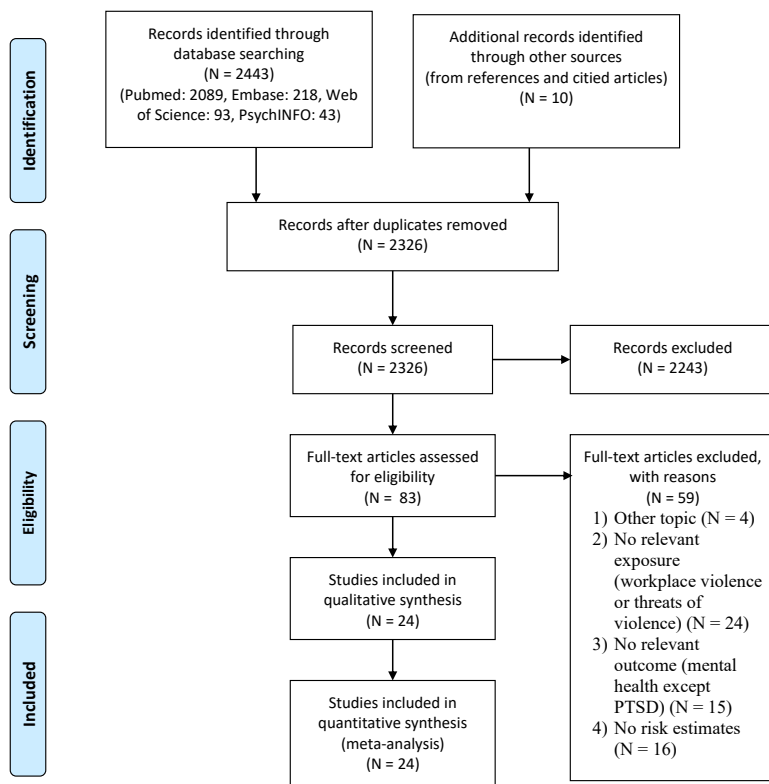 Identification
Records identified through
database searching
(N = 2443)
(Pubmed: 2089, Embase: 218, Web
of Science: 93, PsychINFO: 43)
Additional records identified
through other sources
(from references and citied articles)
(N = 10)
Records after duplicates removed
(N = 2326)
Screening
Records screened
(N = 2326)
Records excluded
(N = 2243)
Eligibility
Full-text articles assessed
for eligibility
(N = 83)
Full-text articles excluded,
with reasons
(N = 59)
1) Other topic (N = 4)
2) No relevant
exposure
(workplace violence
or threats of
violence) (N = 24)
3) No relevant
outcome (mental
health except
PTSD) (N = 15)
4) No risk estimates
(N = 16)
Studies included in
qualitative synthesis
(N = 24)
Included
Studies included in
quantitative synthesis
(meta-analysis)
(N = 24)